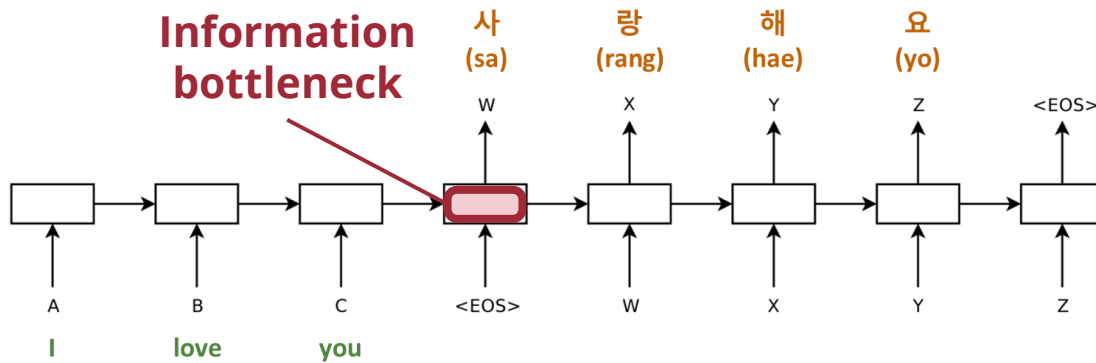 Information
bottleneck
사 랑 해 요
(sa) (rang) (hae) (yo)
W X Y Z <EOS>
A B C <EOS> W X Y Z
I love you